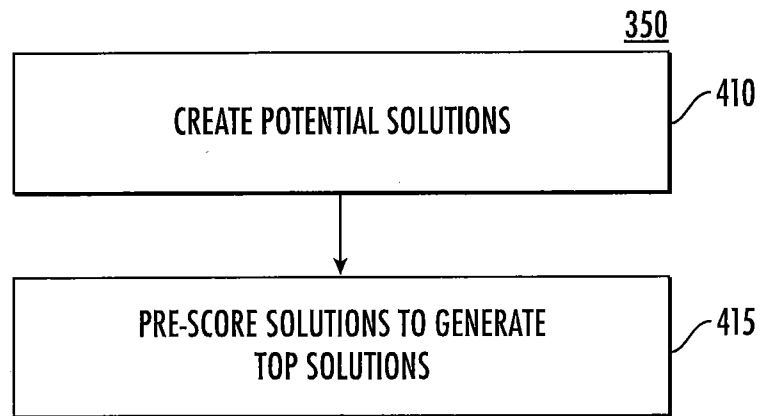 350
CREATE POTENTIAL SOLUTIONS
410
PRE-SCORE SOLUTIONS TO GENERATE
TOP SOLUTIONS
415